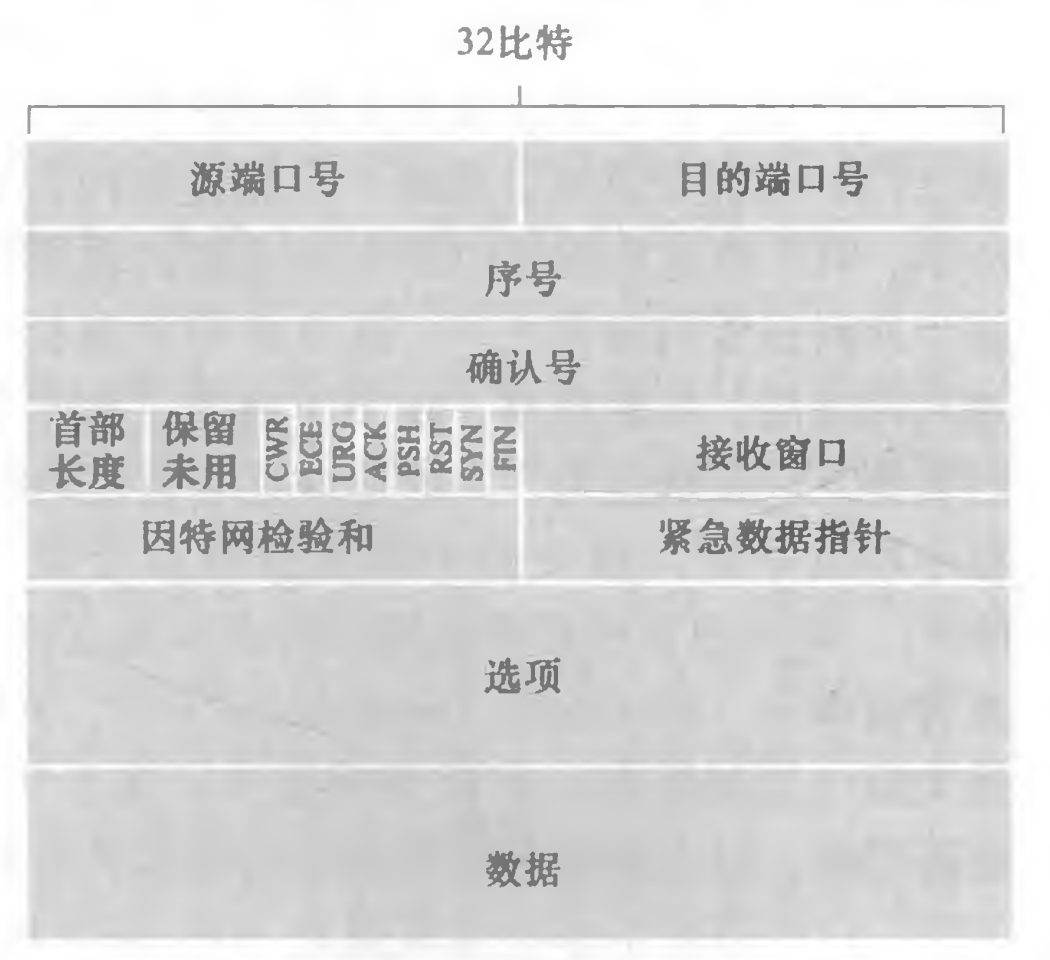 32比特
源端口号 目的端口号
序号
确认号
首部 保留
长度 未用 CWR ECE URG ACK PSH RST SYN FIN 接收窗口
因特网检验和 紧急数据指针
选项
数据